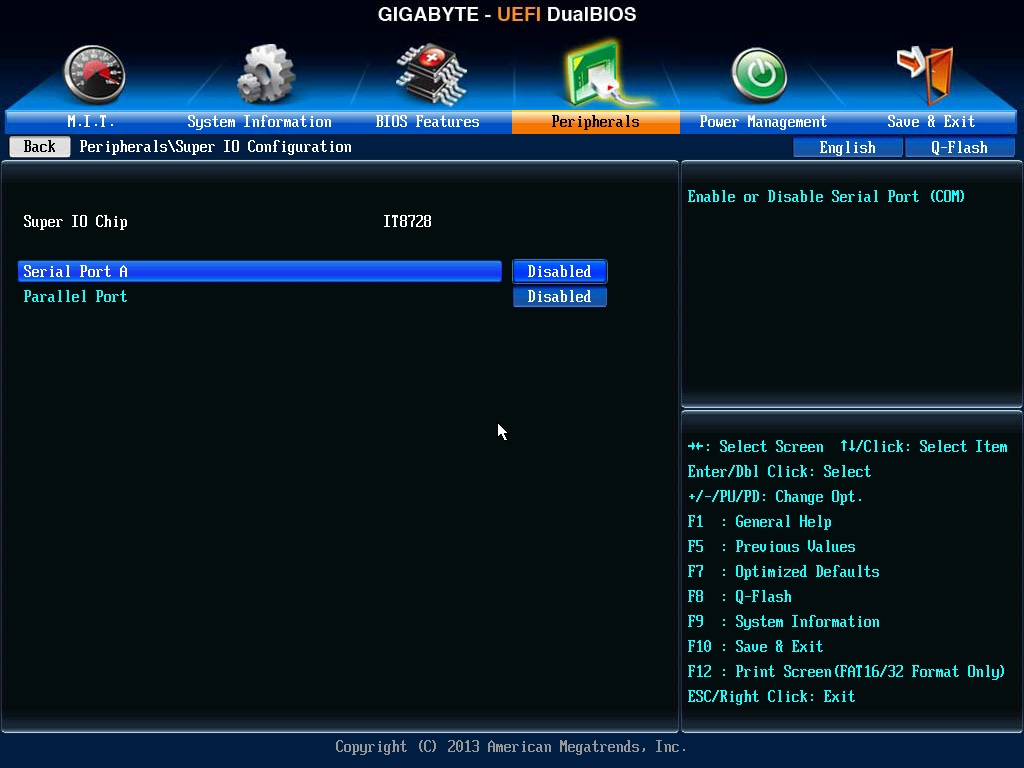 GIGABYTE - UEFI DualBIOS
M.I.T. System Information BIOS Features Peripherals Power Management Save & Exit
Back Peripherals\Super IO Configuration English Q-Flash
Super IO Chip IT8728
Serial Port A Disabled
Parallel Port Disabled
Enable or Disable Serial Port (COM)
→←: Select Screen ↑↓/Click: Select Item
Enter/Dbl Click: Select
+/-/PU/PD: Change Opt.
F1 : General Help
F5 : Previous Values
F7 : Optimized Defaults
F8 : Q-Flash
F9 : System Information
F10 : Save & Exit
F12 : Print Screen(FAT16/32 Format Only)
ESC/Right Click: Exit
Copyright (C) 2013 American Megatrends, Inc.